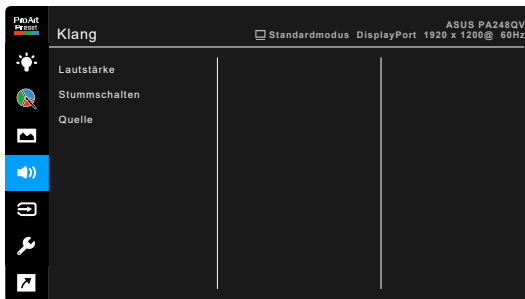 ProArt
Preset
Klang
ASUS PA248QV
Standardmodus DisplayPort 1920 x 1200@ 60Hz
Lautstärke
Stummschalten
Quelle